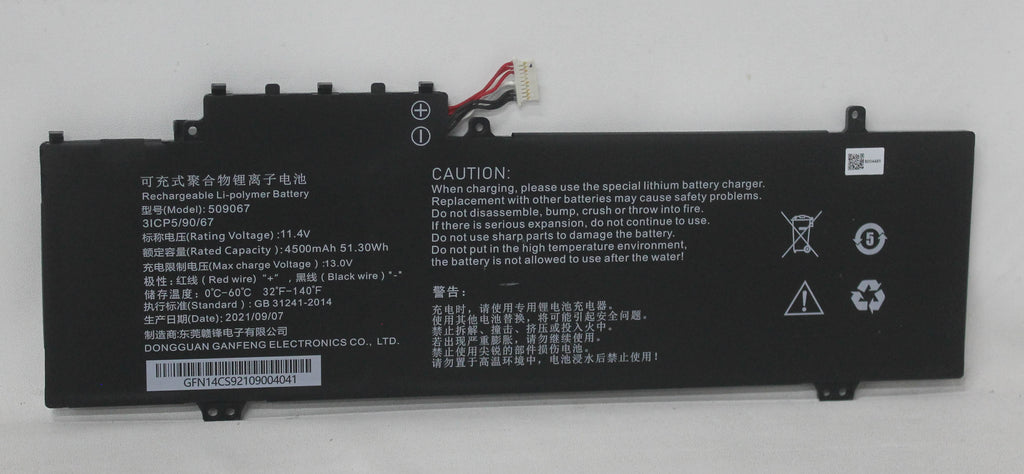 可充式聚合物锂离子电池
Rechargeable Li-polymer Battery
型号(Model): 509067
3ICP5/90/67
标称电压(Rating Voltage) :11.4V
额定容量(Rated Capacity) : 4500mAh 51.30Wh
充电限制电压(Max charge Voltage ) :13.0V
极性: 红线 ( Red wire) "+" , 黑线 ( Black wire ) "-"
储存温度: 0℃-60℃ 32℉-140℉
执行标准(Standard) : GB 31241-2014
生产日期(Date): 2021/09/07
制造商:东莞赣锋电子有限公司
DONGGUAN GANFENG ELECTRONICS CO., LTD.
GFN14CS92109004041
+
-
CAUTION:
When charging, please use the special lithium battery charger.
Replacement with other batteries may cause safety problems.
Do not disassemble, bump, crush or throw into fire.
If there is serious expansion, do not continue to use.
Do not use sharp parts to damage the battery.
Do not put in the high temperature environment,
the battery is not allowed to use after the water!
警告:
充电时, 请使用专用锂电池充电器。
使用其他电池替换, 将可能引起安全问题。
禁止拆解、撞击、挤压或投入火中。
若出现严重膨胀, 请勿继续使用。
禁止使用尖锐的部件损伤电池。
请勿置于高温环境中, 电池浸水后禁止使用!
5